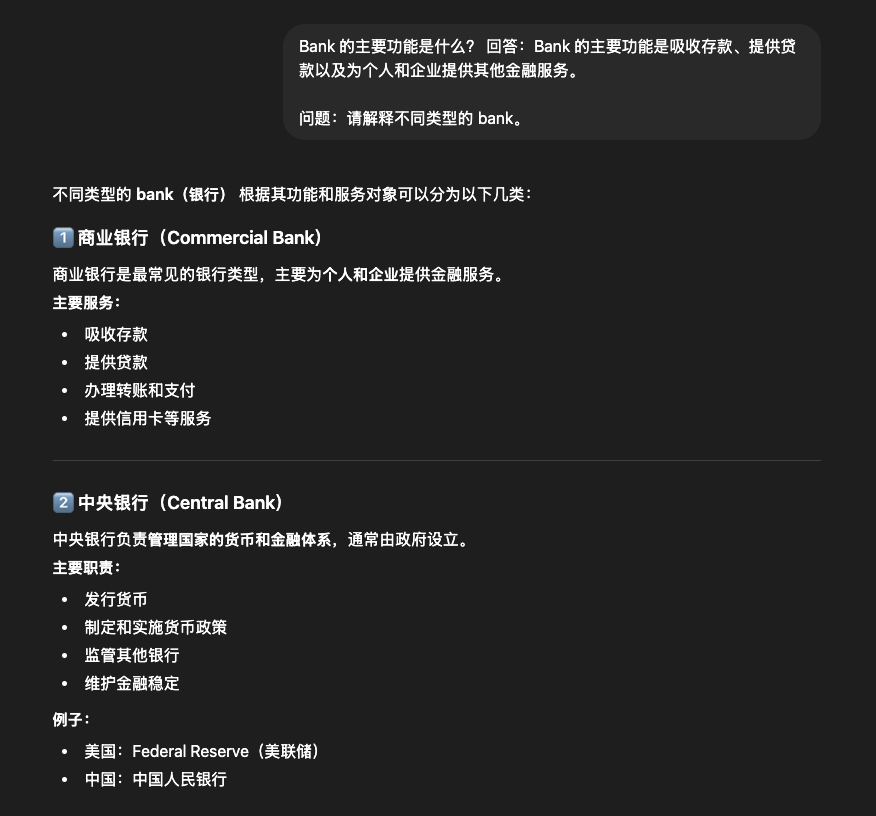 Bank 的主要功能是什么？ 回答：Bank 的主要功能是吸收存款、提供贷
款以及为个人和企业提供其他金融服务。
问题：请解释不同类型的 bank。
不同类型的 bank（银行） 根据其功能和服务对象可以分为以下几类：
1️⃣ 商业银行（Commercial Bank）
商业银行是最常见的银行类型，主要为个人和企业提供金融服务。
主要服务：
• 吸收存款
• 提供贷款
• 办理转账和支付
• 提供信用卡等服务
2️⃣ 中央银行（Central Bank）
中央银行负责管理国家的货币和金融体系，通常由政府设立。
主要职责：
• 发行货币
• 制定和实施货币政策
• 监管其他银行
• 维护金融稳定
例子：
• 美国：Federal Reserve（美联储）
• 中国：中国人民银行